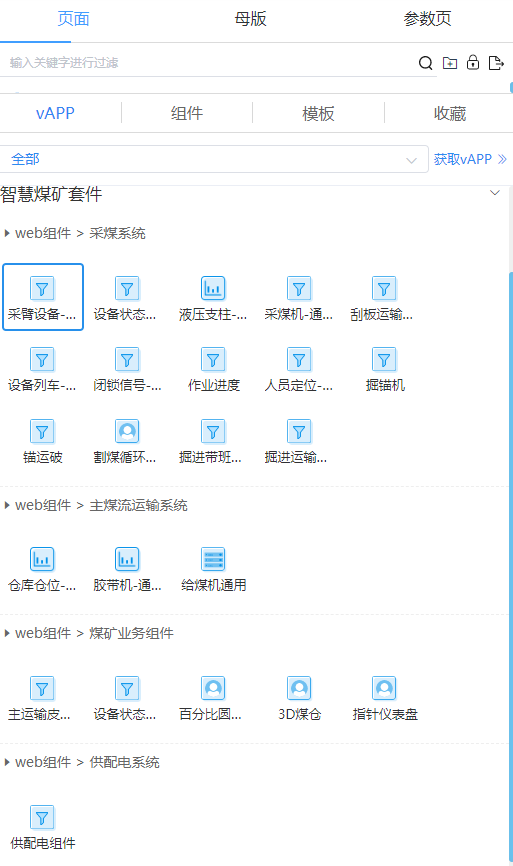 页面 母版 参数页
输入关键字进行过滤
vAPP 组件 模板 收藏
全部 获取vAPP
智慧煤矿套件
web组件 > 采煤系统
采臂设备-... 设备状态... 液压支柱-... 采煤机-通... 刮板运输...
设备列车-... 闭锁信号-... 作业进度 人员定位-... 掘锚机
锚运破 割煤循环... 掘进带班... 掘进运输...
web组件 > 主煤流运输系统
仓库仓位-... 胶带机-通... 给煤机通用
web组件 > 煤矿业务组件
主运输皮... 设备状态... 百分比圆... 3D煤仓 指针仪表盘
web组件 > 供配电系统
供配电组件